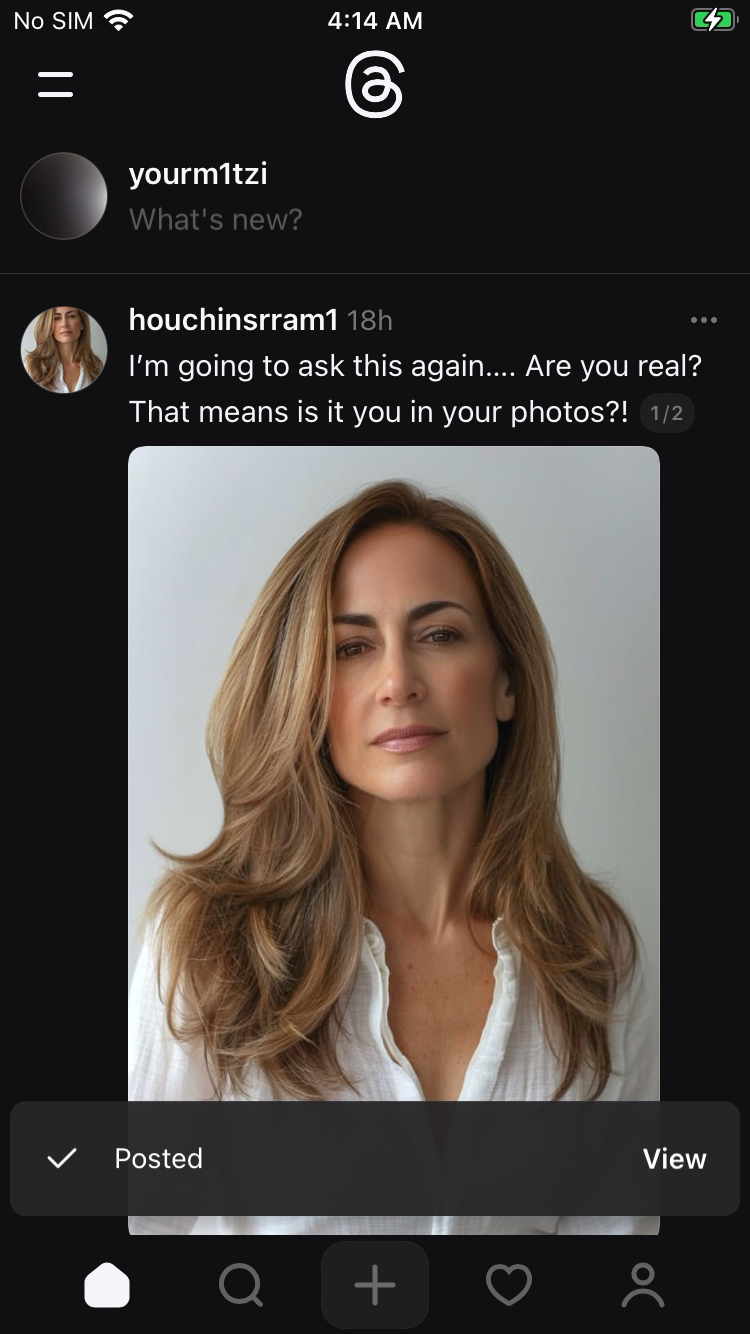 No SIM 4:14 AM
yourm1tzi
What's new?
houchinsrram1 18h
I’m going to ask this again.... Are you real?
That means is it you in your photos?! 1/2
Posted View